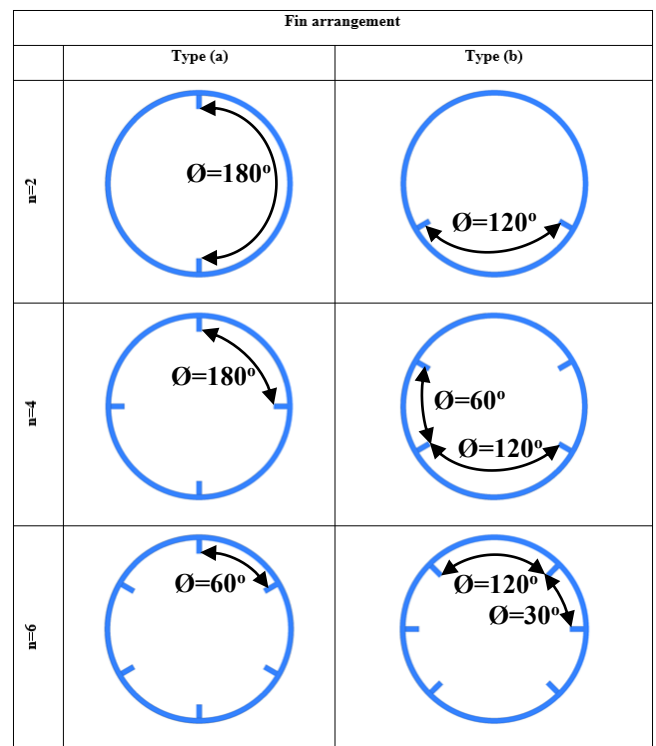 Fin arrangement
Type (a)
Type (b)
n=2
Ø=180º
Ø=120º
n=4
Ø=180º
Ø=60º
Ø=120º
n=6
Ø=60º
Ø=120º
Ø=30º